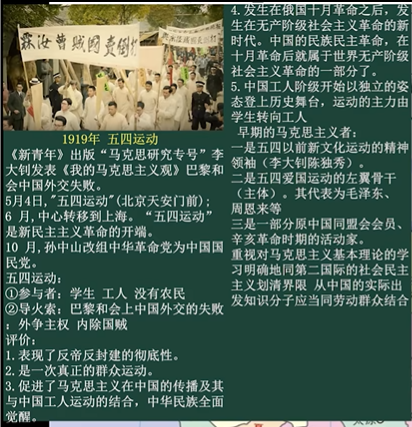 霖汝曹贼國卖倒打
1919年 五四运动
《新青年》出版“马克思研究专号”李
大钊发表《我的马克思主义观》巴黎和
会中国外交失败。
5月4日,"五四运动"(北京天安门前);
6 月,中心转移到上海。“五四运动”
是新民主主义革命的开端。
10 月,孙中山改组中华革命党为中国国
民党。
五四运动:
①参与者: 学生 工人 没有农民
②导火索: 巴黎和会上中国外交的失败
: 外争主权 内除国贼
评价:
1.表现了反帝反封建的彻底性。
2.是一次真正的群众运动。
3.促进了马克思主义在中国的传播及其
与中国工人运动的结合，中华民族全面
觉醒。
4.发生在俄国十月革命之后，发
生在无产阶级社会主义革命的新
时代。中国的民族民主革命，在
十月革命后就属于世界无产阶级
社会主义革命的一部分了。
5.中国工人阶级开始以独立的姿
态登上历史舞台，运动的主力由
学生转向工人
早期的马克思主义者:
一是五四以前新文化运动的精神
领袖（李大钊陈独秀）。
二是五四爱国运动的左翼骨干
（主体）。其代表为毛泽东、
周恩来等
三是一部分原中国同盟会会员、
辛亥革命时期的活动家。
重视对马克思主义基本理论的学
习明确地同第二国际的社会民主
主义划清界限 从中国的实际出
发知识分子应当同劳动群众结合